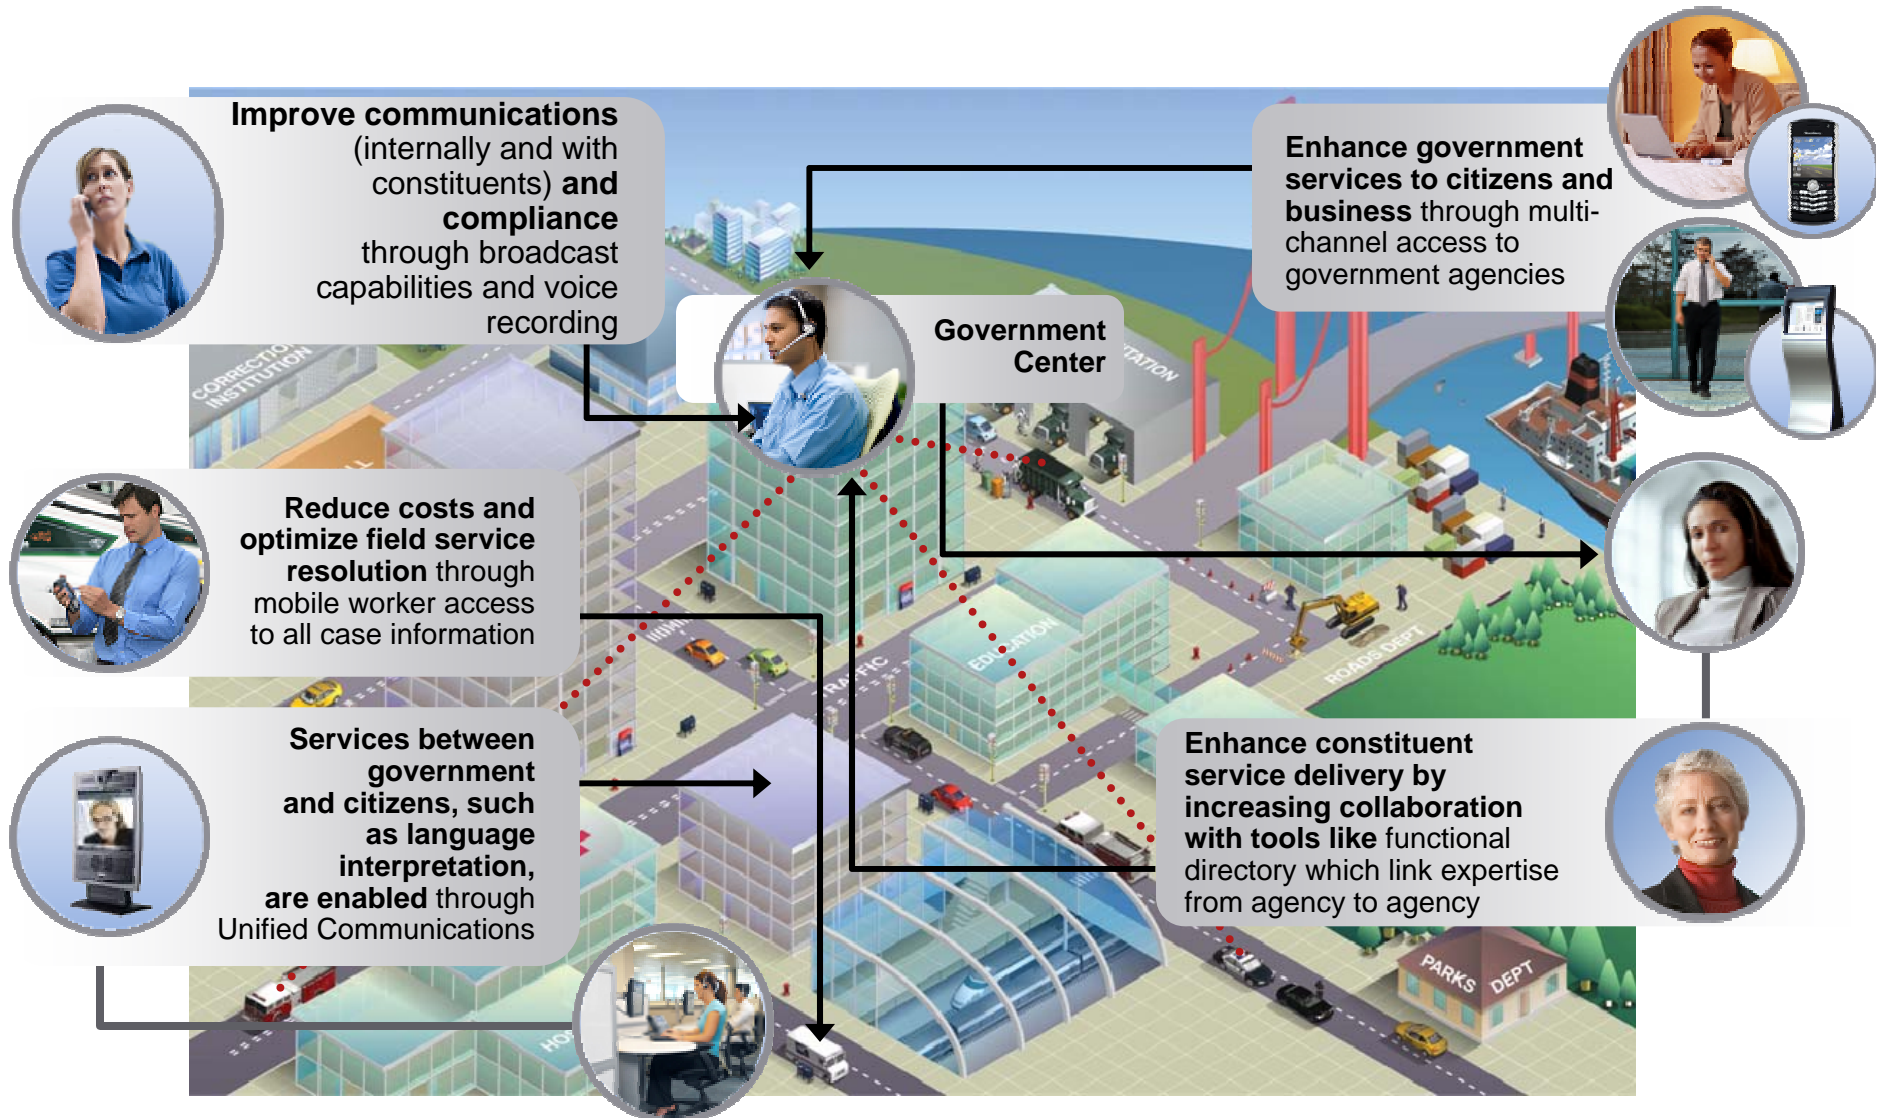 Improve communications
(internally and with
constituents) and
compliance
through broadcast
capabilities and voice
recording
Enhance government
services to citizens and
business through multi-
channel access to
government agencies
Government
Center
CORRECTION
INSTITUTION
Reduce costs and
optimize field service
resolution through
mobile worker access
to all case information
EDUCATION
TRAFFIC
ROADS DEPT
Services between
government
and citizens, such
as language
interpretation,
are enabled through
Unified Communications
Enhance constituent
service delivery by
increasing collaboration
with tools like functional
directory which link expertise
from agency to agency
PARKS DEPT